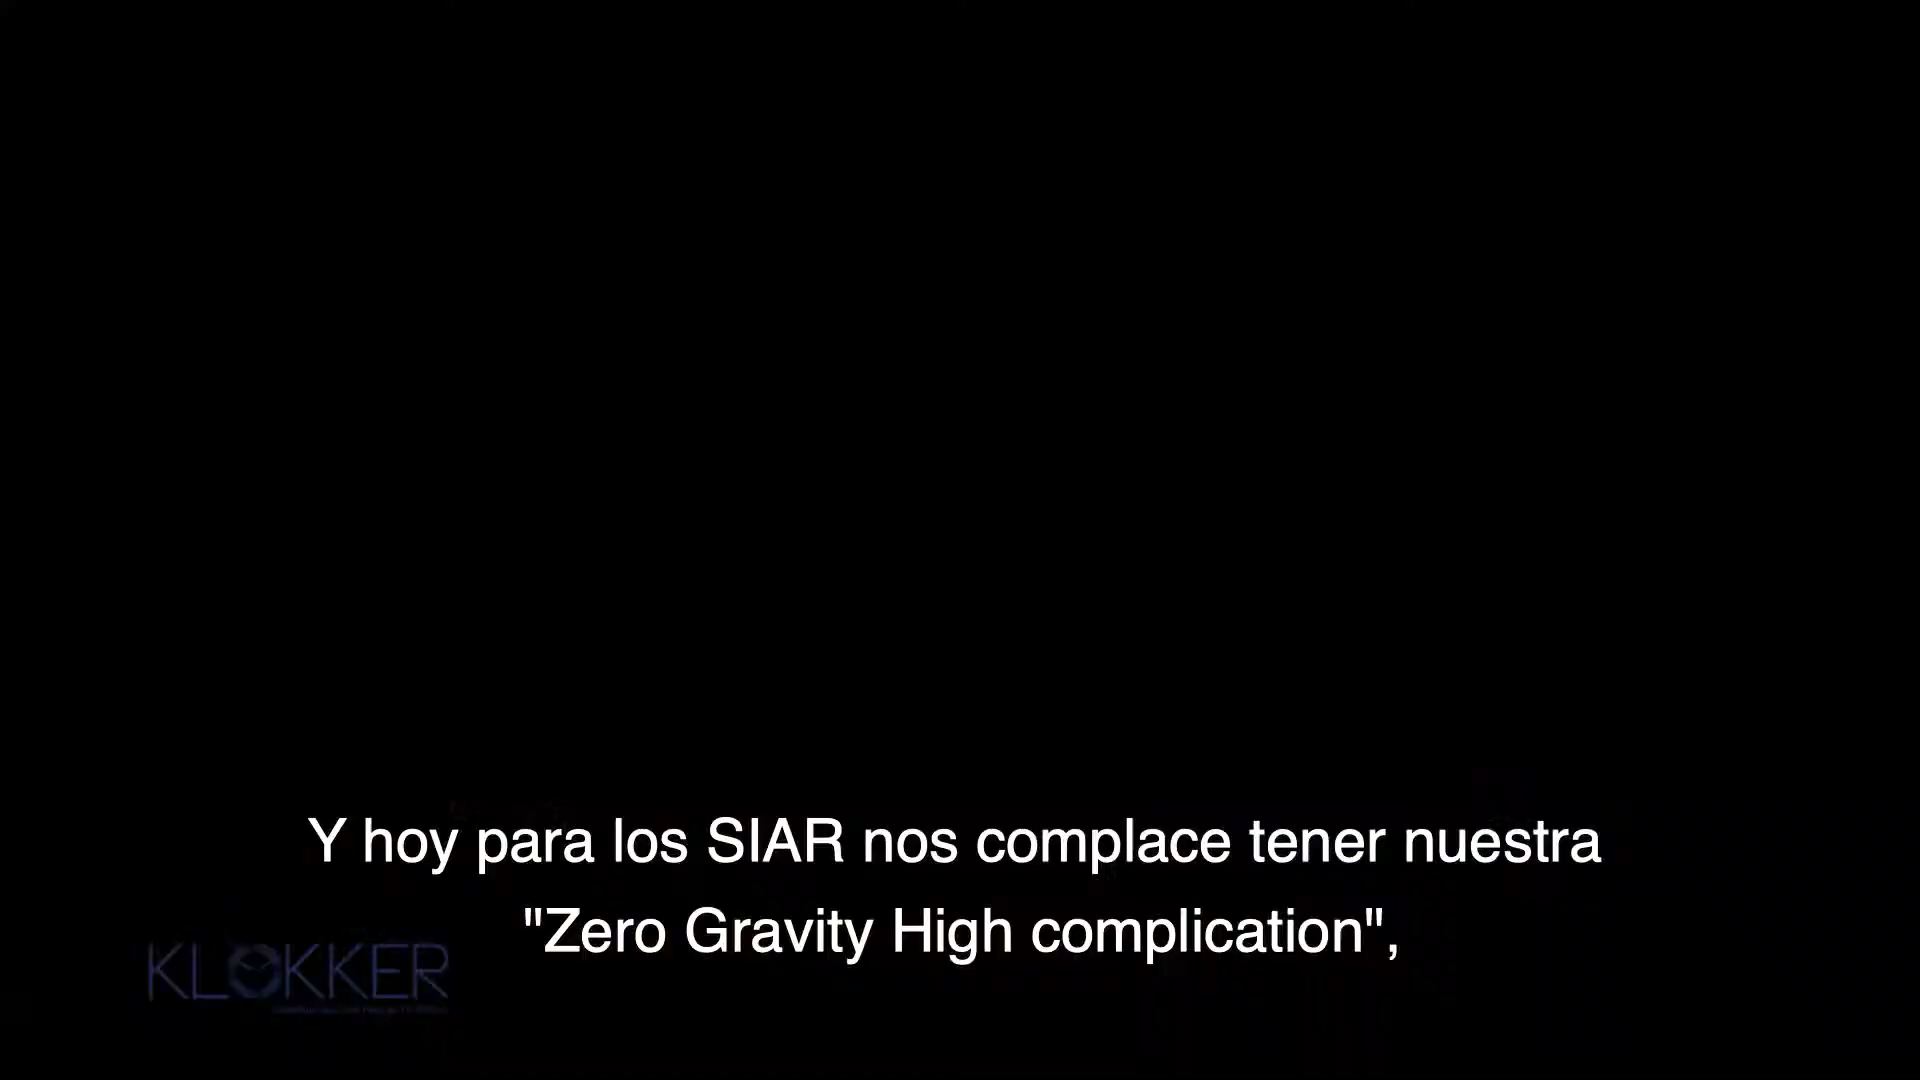 Y hoy para los SIAR nos complace tener nuestra
"Zero Gravity High complication",
KLOKKER